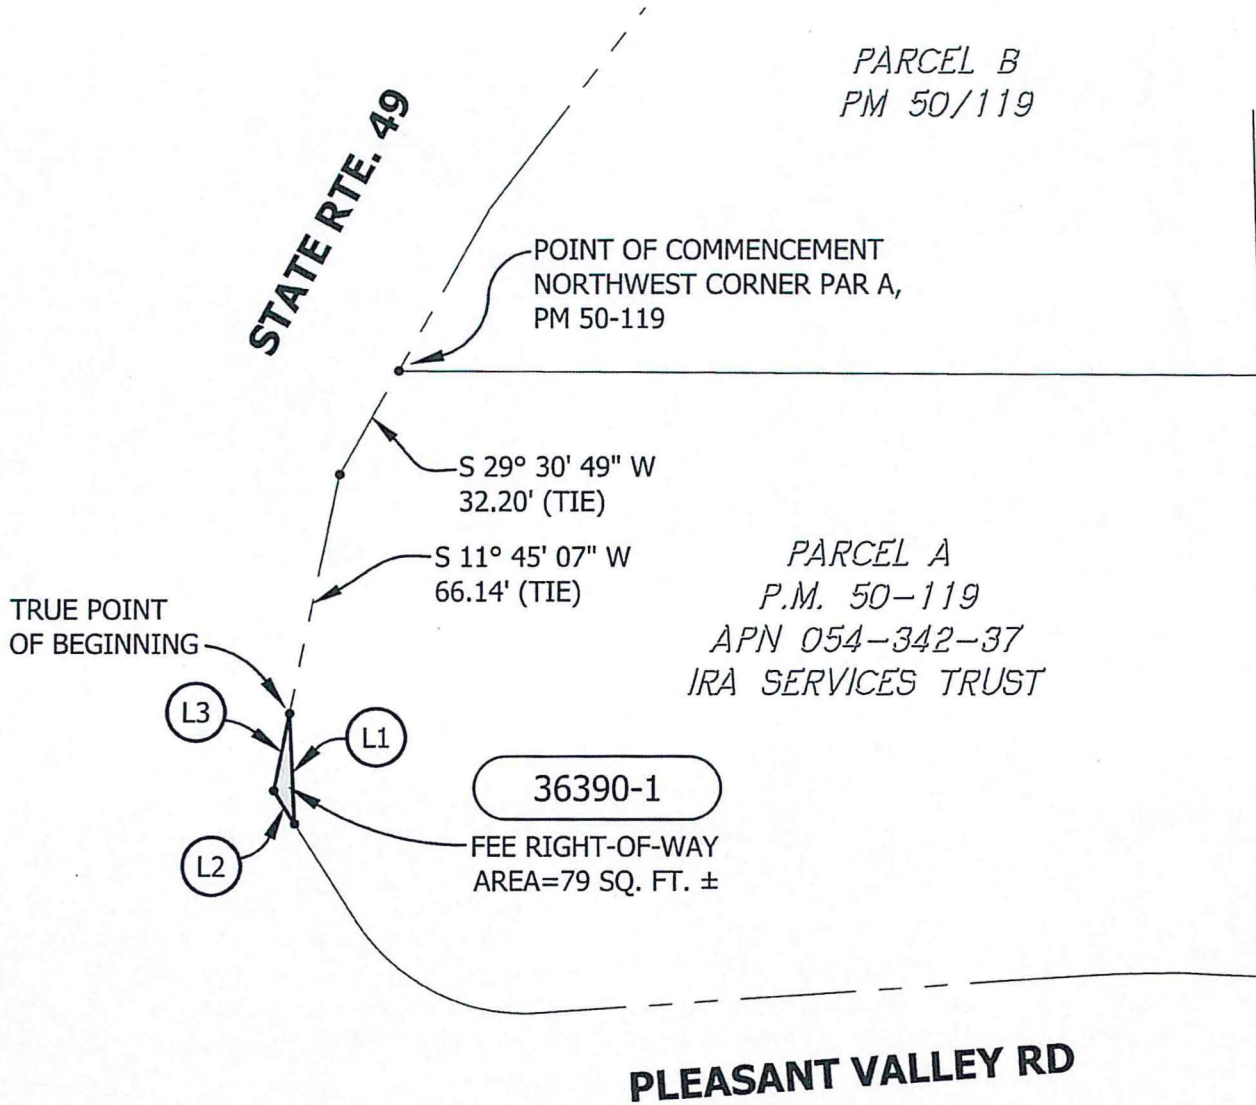 PARCEL B
PM 50/119
STATE RTE. 49
POINT OF COMMENCEMENT
NORTHWEST CORNER PAR A,
PM 50-119
S 29° 30' 49" W
32.20' (TIE)
S 11° 45' 07" W
66.14' (TIE)
PARCEL A
P.M. 50-119
APN 054-342-37
IRA SERVICES TRUST
TRUE POINT
OF BEGINNING
L3
L1
36390-1
L2
FEE RIGHT-OF-WAY
AREA=79 SQ. FT. ±
PLEASANT VALLEY RD